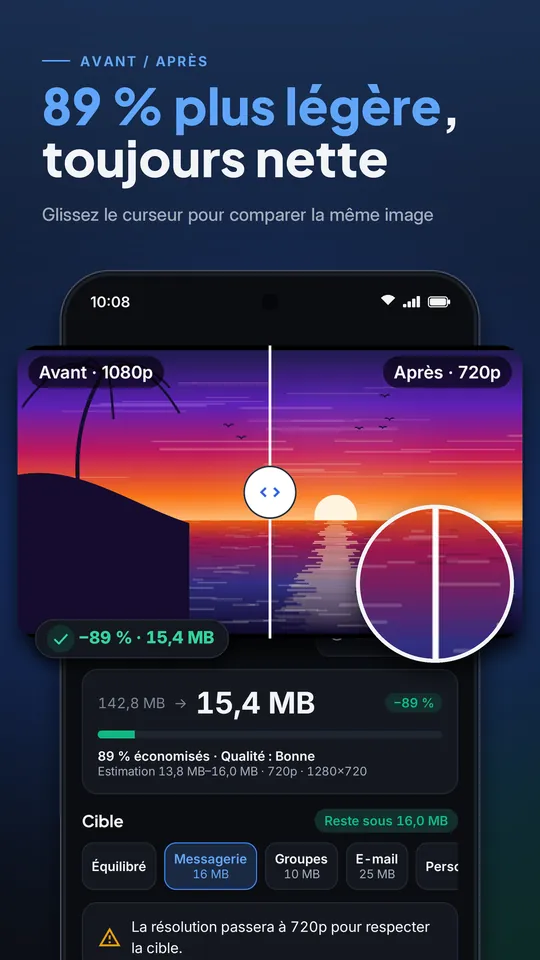 AVANT / APRÈS
89 % plus légère,
toujours nette
Glissez le curseur pour comparer la même image
10:08
Avant · 1080p
Après · 720p
−89 % · 15,4 MB
142,8 MB → 15,4 MB
−89 %
89 % économisés · Qualité : Bonne
Estimation 13,8 MB–16,0 MB · 720p · 1280×720
Cible
Reste sous 16,0 MB
Équilibré
Messagerie
16 MB
Groupes
10 MB
E-mail
25 MB
Perso
La résolution passera à 720p pour respecter
la cible.